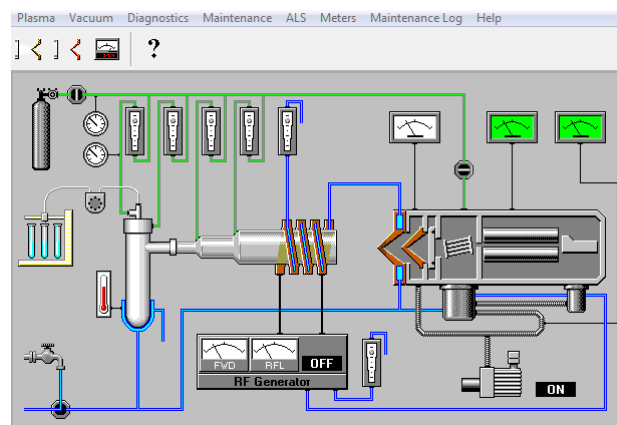 Plasma Vacuum Diagnostics Maintenance ALS Meters Maintenance Log Help
?
FWD RFL OFF
RF Generator
ON